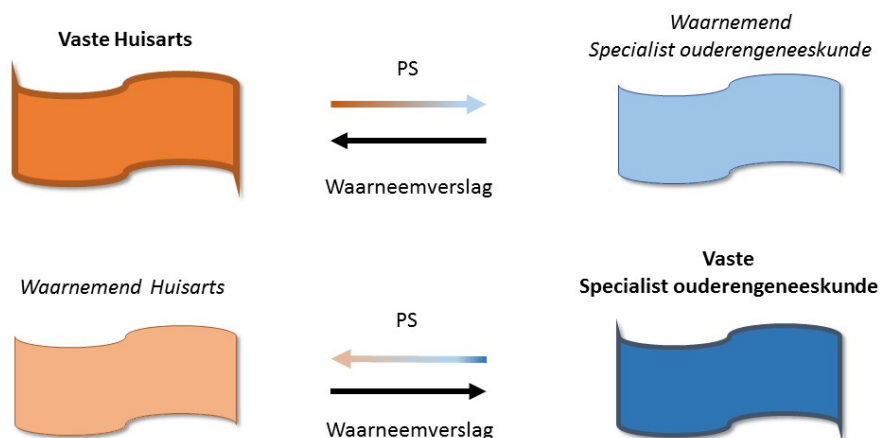 Vaste Huisarts
PS
Waarneemverslag
Waarnemend
Specialist ouderengeneeskunde
Waarnemend Huisarts
PS
Waarneemverslag
Vaste
Specialist ouderengeneeskunde